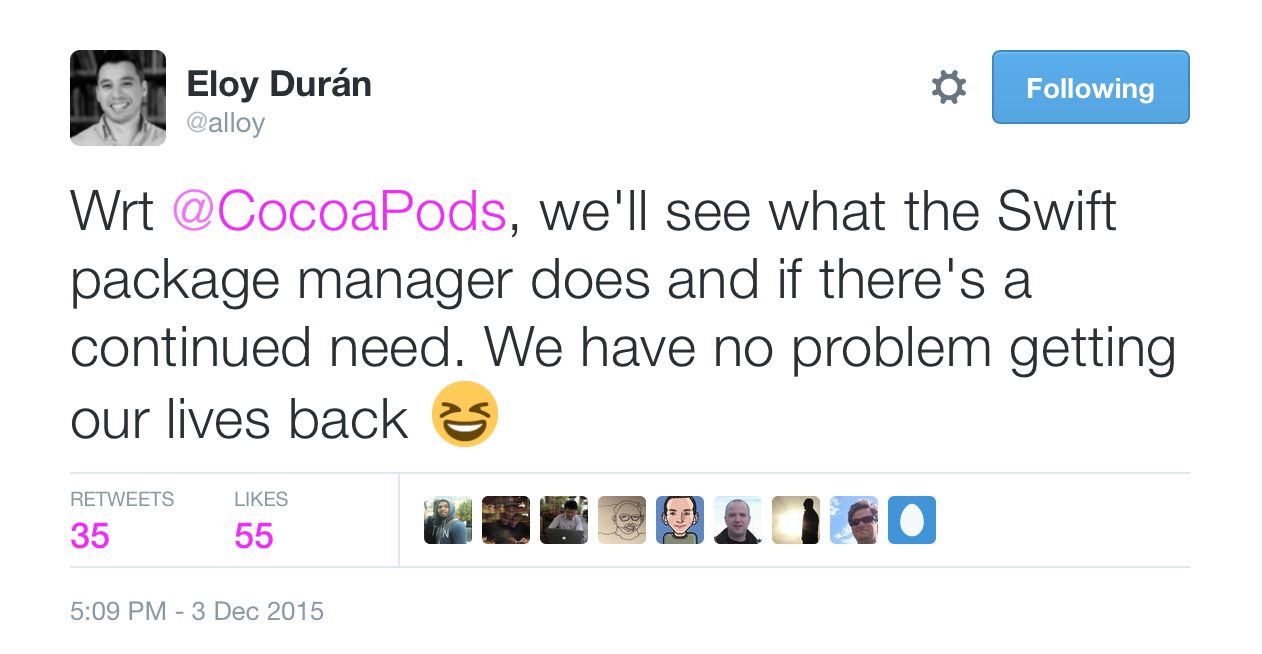 Eloy Durán
@alloy
Following
Wrt @CocoaPods, we'll see what the Swift
package manager does and if there's a
continued need. We have no problem getting
our lives back 😆
RETWEETS LIKES
35 55
5:09 PM - 3 Dec 2015